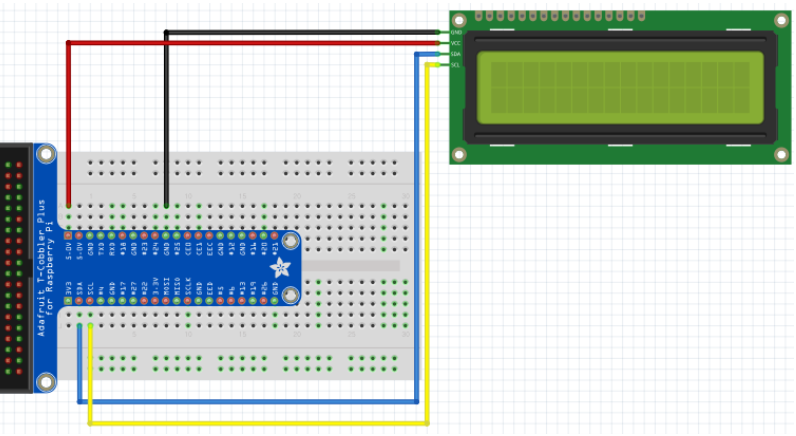 GND
VCC
SDA
SCL
Adafruit T-Cobbler Plus
for Raspberry Pi
5.0V
5.0V
GND
TXD
RXD
#18
GND
#23
#24
GND
#25
CE0
CE1
EEC
GND
#12
GND
#16
#20
#21
3V3
SDA
SCL
#4
GND
#17
#27
#22
3.3V
MOSI
MISO
SCLK
GND
EED
#5
#6
#13
#19
#26
GND